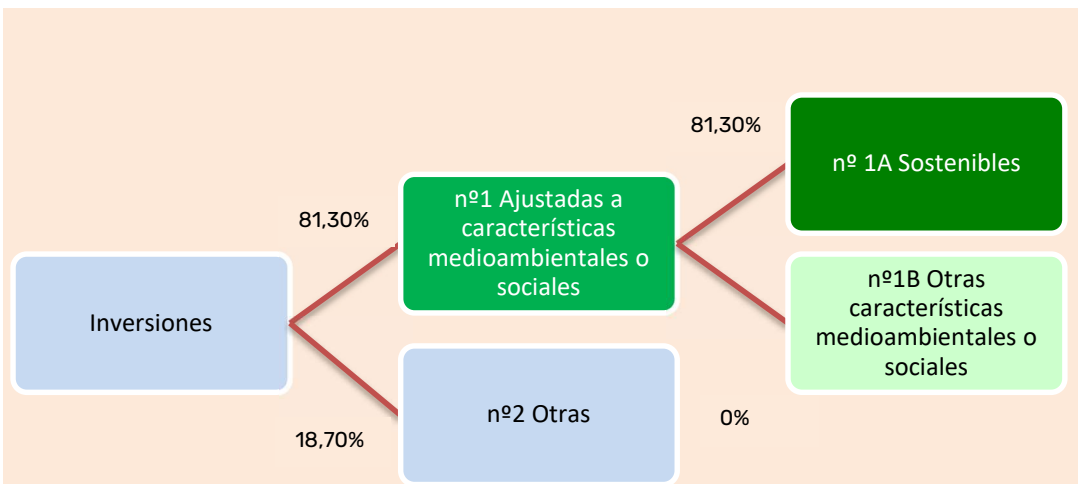 81,30%
nº 1A Sostenibles
81,30%
nº1 Ajustadas a
características
medioambientales o
sociales
Inversiones
nº1B Otras
características
medioambientales o
sociales
18,70%
nº2 Otras
0%